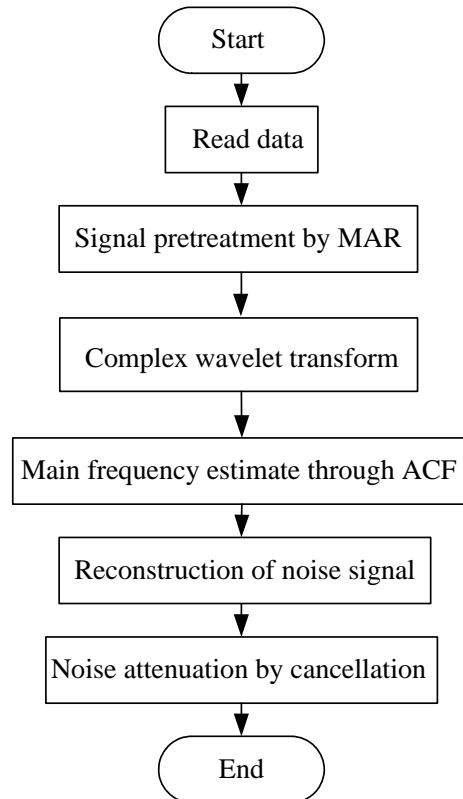 Start
Read data
Signal pretreatment by MAR
Complex wavelet transform
Main frequency estimate through ACF
Reconstruction of noise signal
Noise attenuation by cancellation
End